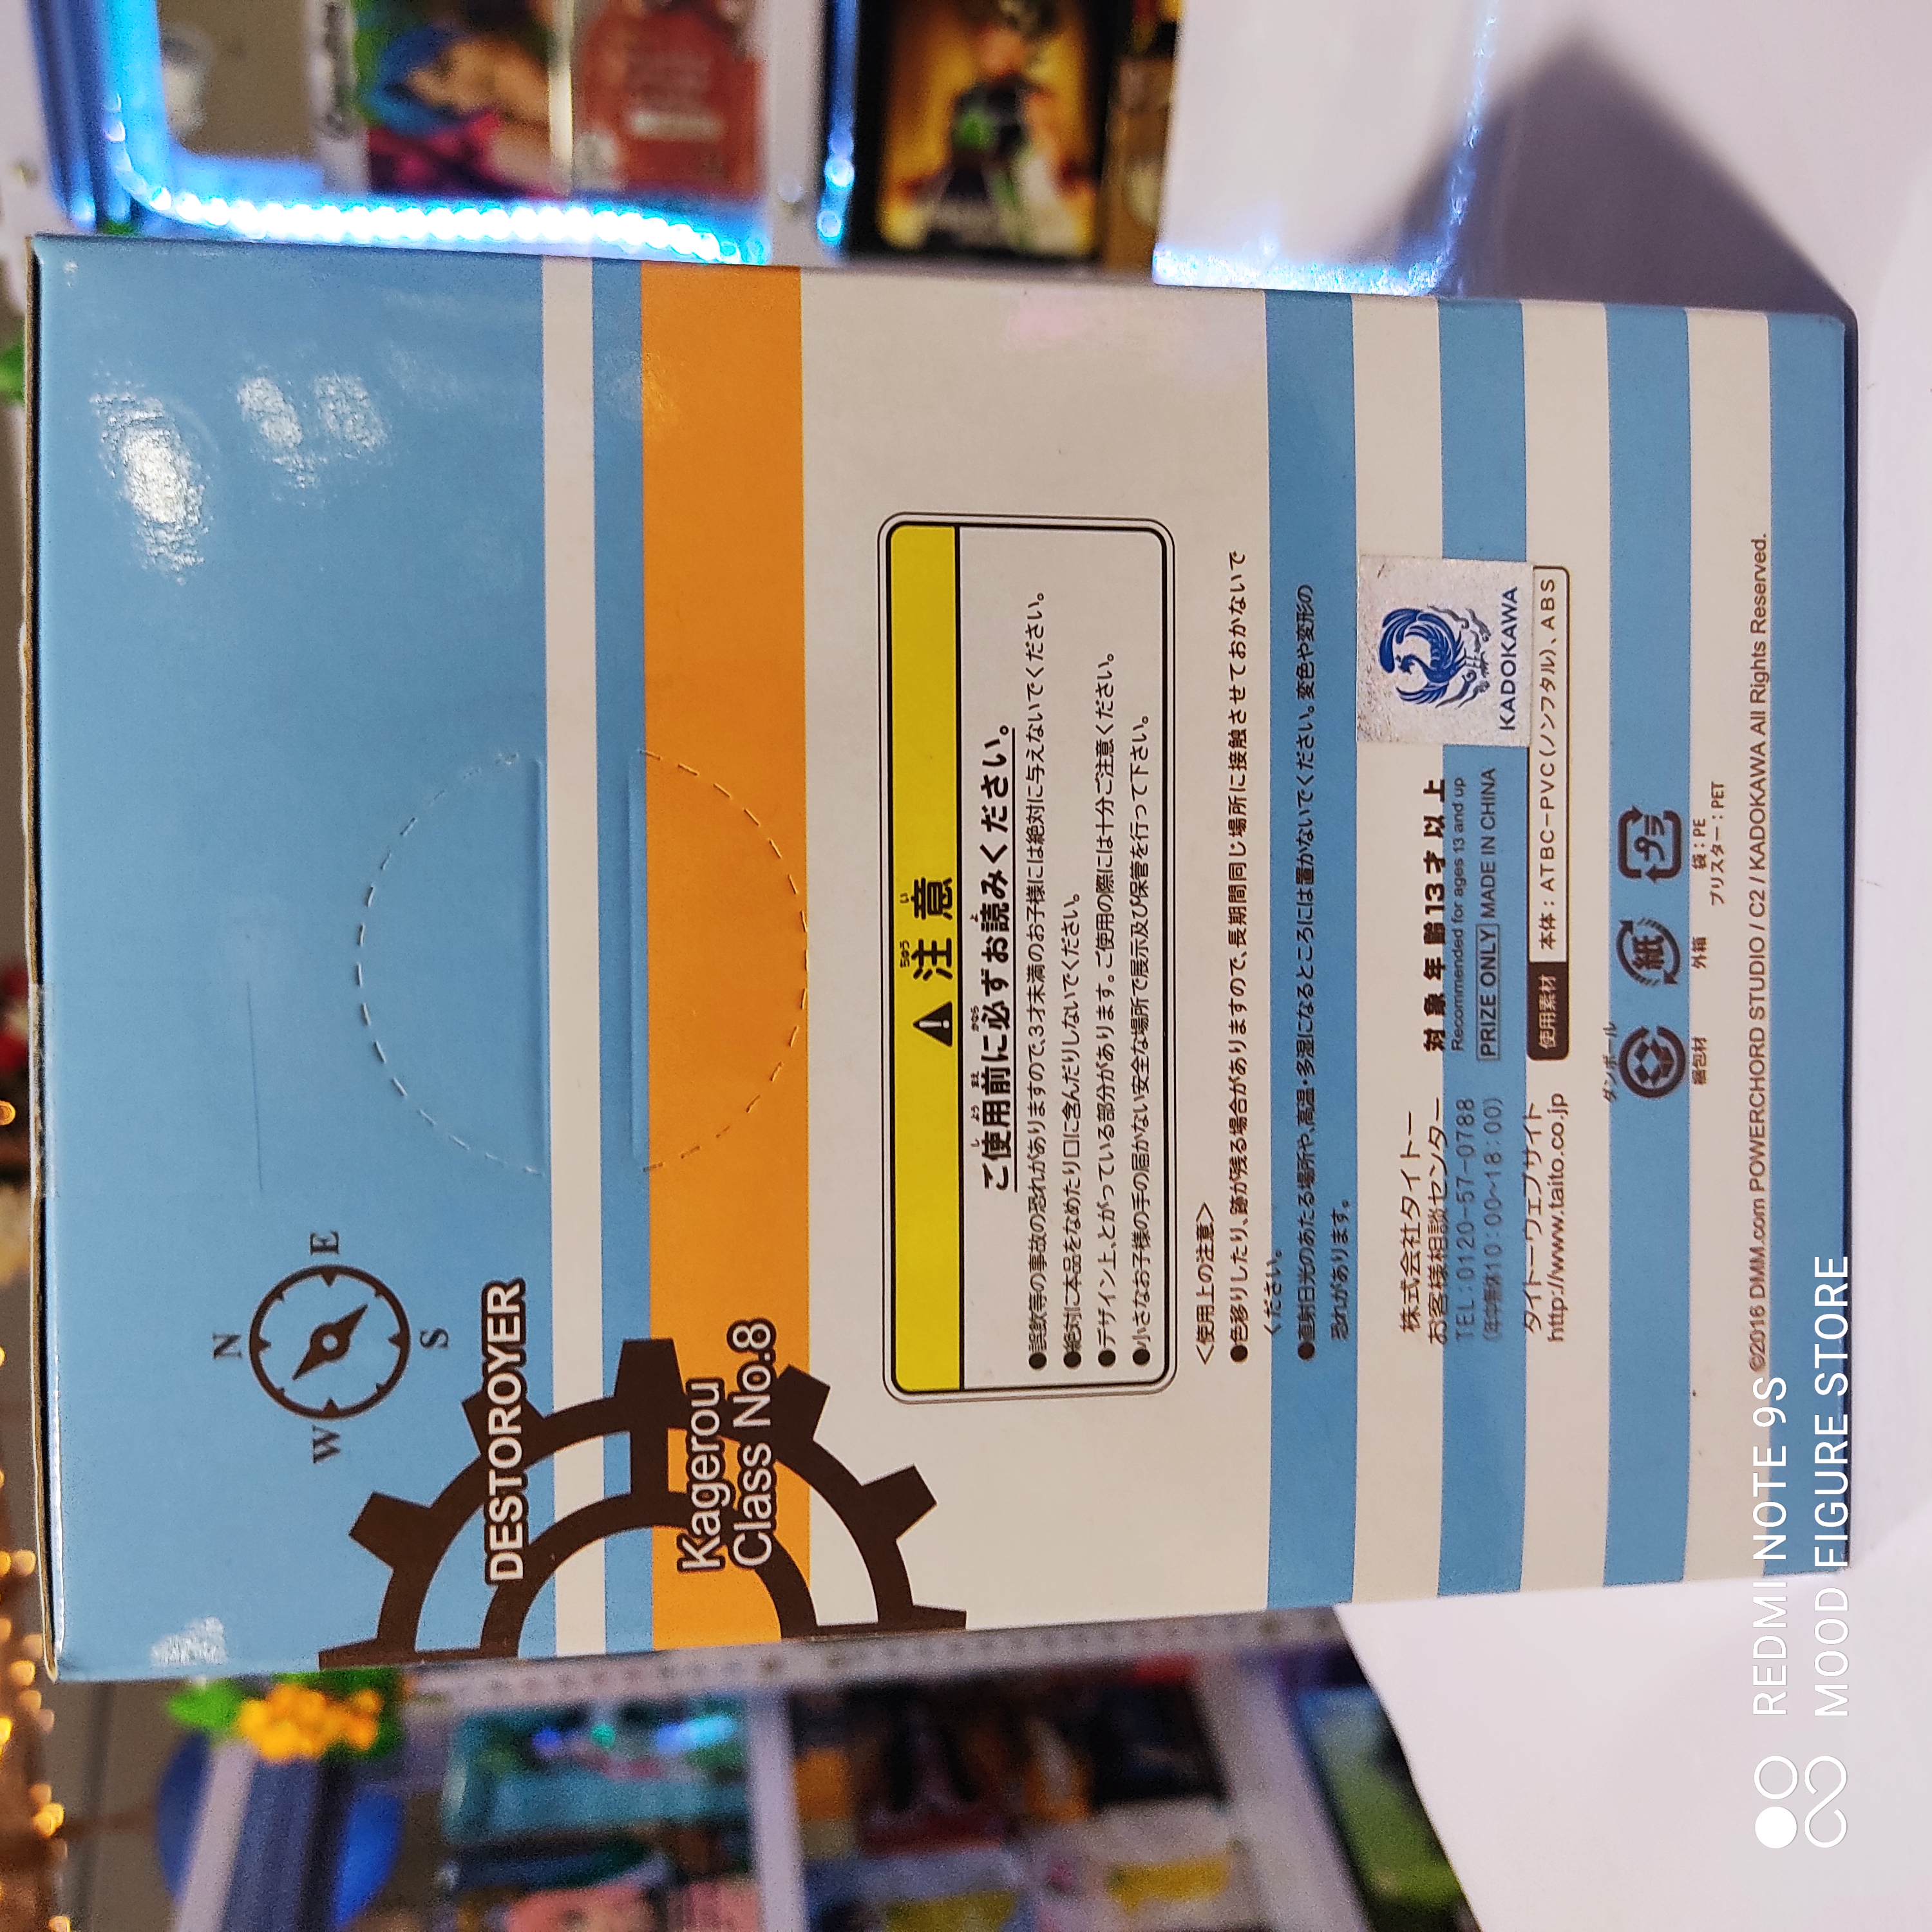 N
W
E
S
DESTOROYER
Kagerou
Class No.8
ちゅう い
注意
し よう まえ かなら よ
ご使用前に必ずお読みください。
●誤飲等の事故の恐れがありますので、3才未満のお子様には絶対に与えないでください。
●絶対に本品をなめたり口に含んだりしないでください。
●デザイン上、とがっている部分があります。ご使用の際には十分ご注意ください。
●小さなお子様の手の届かない安全な場所で展示及び保管を行って下さい。
<使用上の注意>
●色移りしたり、跡が残る場合がありますので、長期間同じ場所に接触させておかないで
ください。
●直射日光のあたる場所や、高温・多湿になるところには置かないでください。変色や変形の
恐れがあります。
株式会社タイトー
お客様相談センター
TEL:0120-57-0788
(年中無休10:00~18:00)
タイトーウェブサイト
http://www.taito.co.jp
対象年齢13才以上
Recommended for ages 13 and up
PRIZE ONLY MADE IN CHINA
使用素材 本体:ATBC-PVC(ノンフタル)、ABS
KADOKAWA
ダンボール
梱包材
紙
外箱
プラ
袋:PE
ブリスター:PET
©2016 DMM.com POWERCHORD STUDIO / C2 / KADOKAWA All Rights Reserved.
REDMI NOTE 9S
MOOD FIGURE STORE